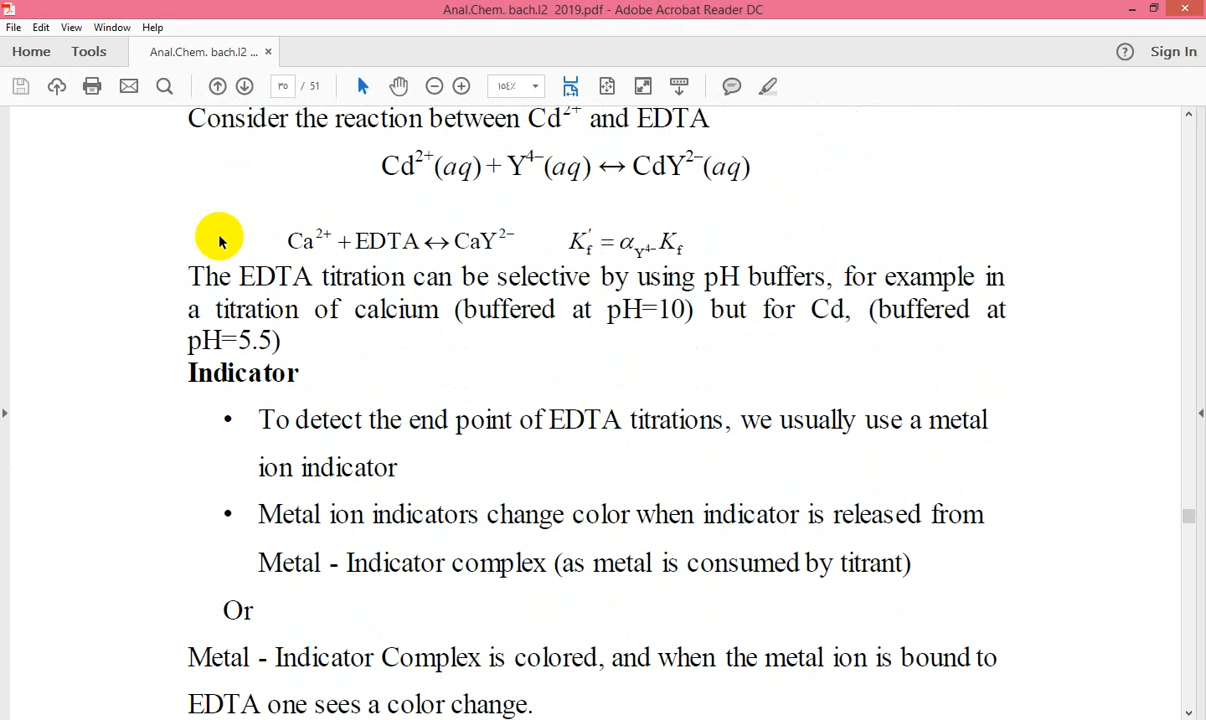 Anal.Chem. bach.l2 2019.pdf - Adobe Acrobat Reader DC
File Edit View Window Help
Home Tools Anal.Chem. bach.l2 ... × Sign In
٣٥ / 51 ١٥٤٪
Consider the reaction between Cd²⁺ and EDTA
Cd²⁺(aq) + Y⁴⁻(aq) ↔ CdY²⁻(aq)
Ca²⁺ + EDTA ↔ CaY²⁻ K′f = αY⁴⁻ Kf
The EDTA titration can be selective by using pH buffers, for example in
a titration of calcium (buffered at pH=10) but for Cd, (buffered at
pH=5.5)
Indicator
• To detect the end point of EDTA titrations, we usually use a metal
ion indicator
• Metal ion indicators change color when indicator is released from
Metal - Indicator complex (as metal is consumed by titrant)
Or
Metal - Indicator Complex is colored, and when the metal ion is bound to
EDTA one sees a color change.